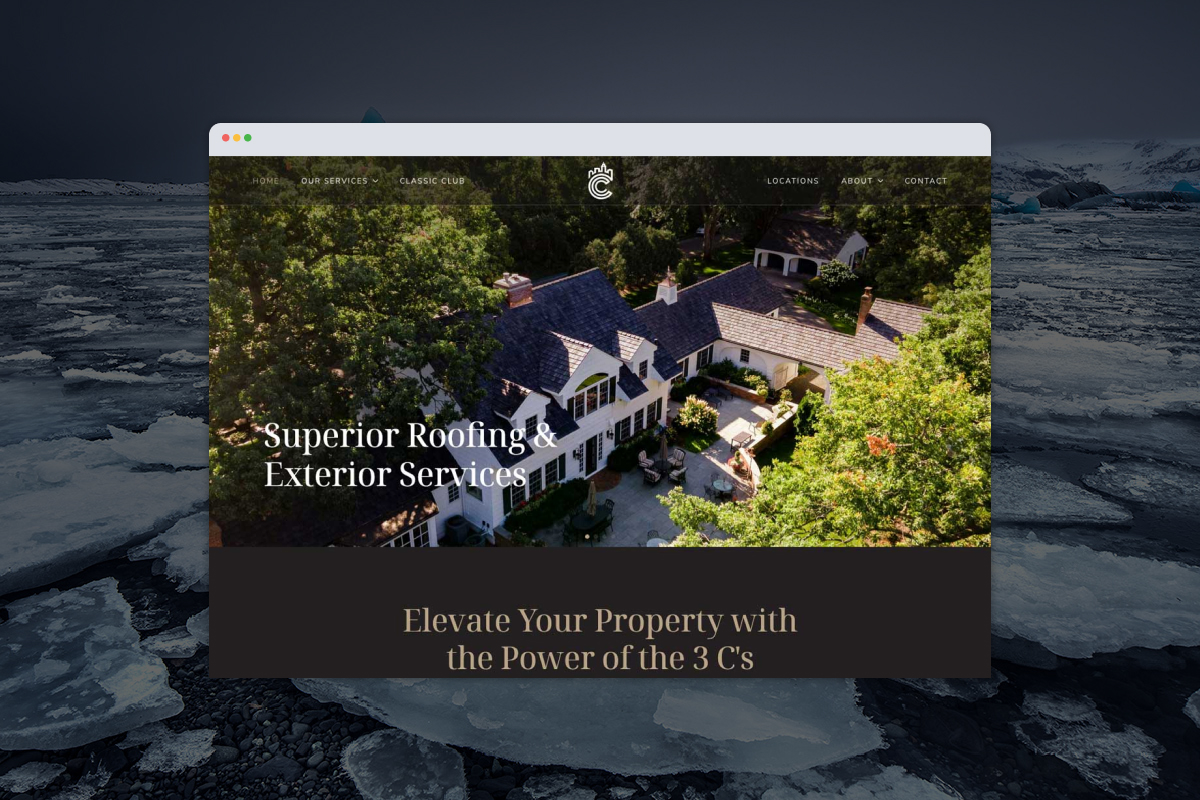 HOME OUR SERVICES CLASSIC CLUB LOCATIONS ABOUT CONTACT
Superior Roofing &
Exterior Services
Elevate Your Property with
the Power of the 3 C's